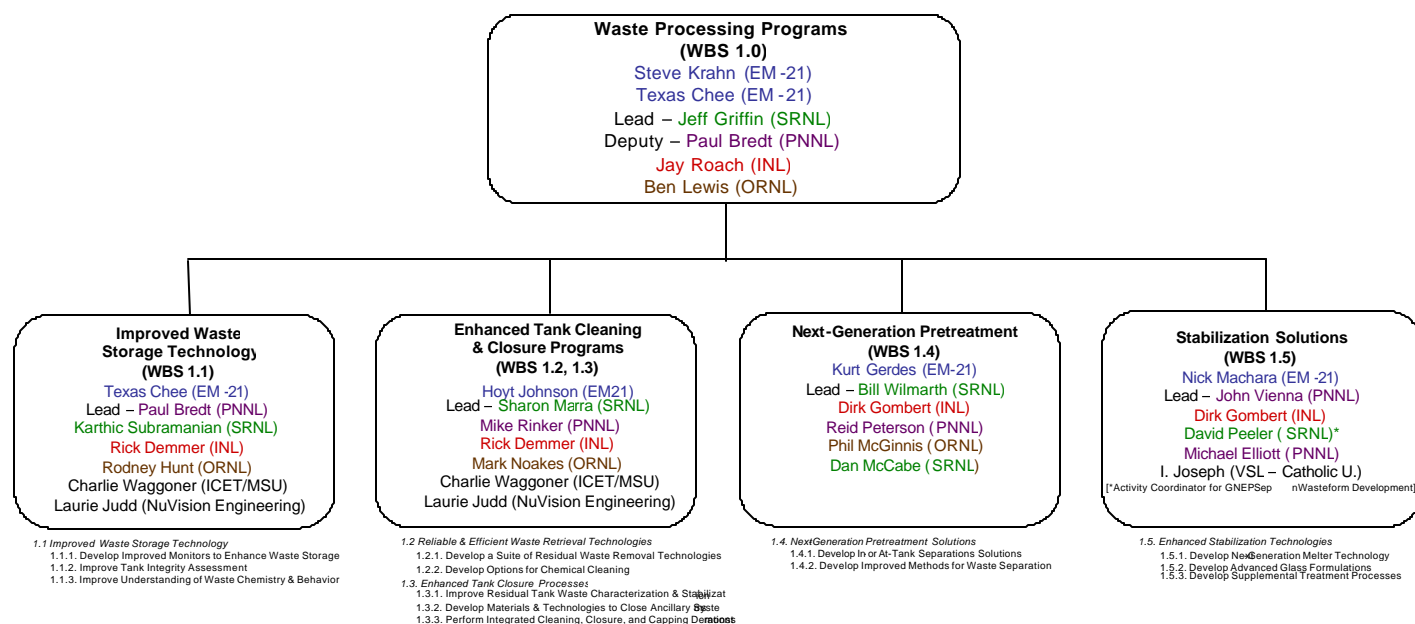 Waste Processing Programs
(WBS 1.0)
Steve Krahn (EM -21)
Texas Chee (EM -21)
Lead – Jeff Griffin (SRNL)
Deputy – Paul Bredt (PNNL)
Jay Roach (INL)
Ben Lewis (ORNL)
Improved Waste
Storage Technology
(WBS 1.1)
Texas Chee (EM -21)
Lead – Paul Bredt (PNNL)
Karthic Subramanian (SRNL)
Rick Demmer (INL)
Rodney Hunt (ORNL)
Charlie Waggoner (ICET/MSU)
Laurie Judd (NuVision Engineering)
1.1 Improved Waste Storage Technology
1.1.1. Develop Improved Monitors to Enhance Waste Storage
1.1.2. Improve Tank Integrity Assessment
1.1.3. Improve Understanding of Waste Chemistry & Behavior
Enhanced Tank Cleaning
& Closure Programs
(WBS 1.2, 1.3)
Hoyt Johnson (EM21)
Lead – Sharon Marra (SRNL)
Mike Rinker (PNNL)
Rick Demmer (INL)
Mark Noakes (ORNL)
Charlie Waggoner (ICET/MSU)
Laurie Judd (NuVision Engineering)
1.2 Reliable & Efficient Waste Retrieval Technologies
1.2.1. Develop a Suite of Residual Waste Removal Technologies
1.2.2. Develop Options for Chemical Cleaning
1.3. Enhanced Tank Closure Processes
1.3.1. Improve Residual Tank Waste Characterization &
1.3.2. Develop Materials & Technologies to Close Ancillary
1.3.3. Perform Integrated Cleaning, Closure, and Capping
Next-Generation Pretreatment
(WBS 1.4)
Kurt Gerdes (EM-21)
Lead – Bill Wilmarth (SRNL)
Dirk Gombert (INL)
Reid Peterson (PNNL)
Phil McGinnis (ORNL)
Dan McCabe (SRNL)
1.4. NextGeneration Pretreatment Solutions
1.4.1. Develop In or At-Tank Separations Solutions
1.4.2. Develop Improved Methods for Waste Separation
Stabilization Solutions
(WBS 1.5)
Nick Machara (EM -21)
Lead – John Vienna (PNNL)
Dirk Gombert (INL)
David Peeler ( SRNL)*
Michael Elliott ( PNNL)
I. Joseph (VSL – Catholic U.)
[*Activity Coordinator for GNEPSep nWasteform Development]
1.5. Enhanced Stabilization Technologies
1.5.1. Develop Generation Melter Technology
1.5.2. Develop Advanced Glass Formulations
1.5.3. Develop Supplemental Treatment Processes